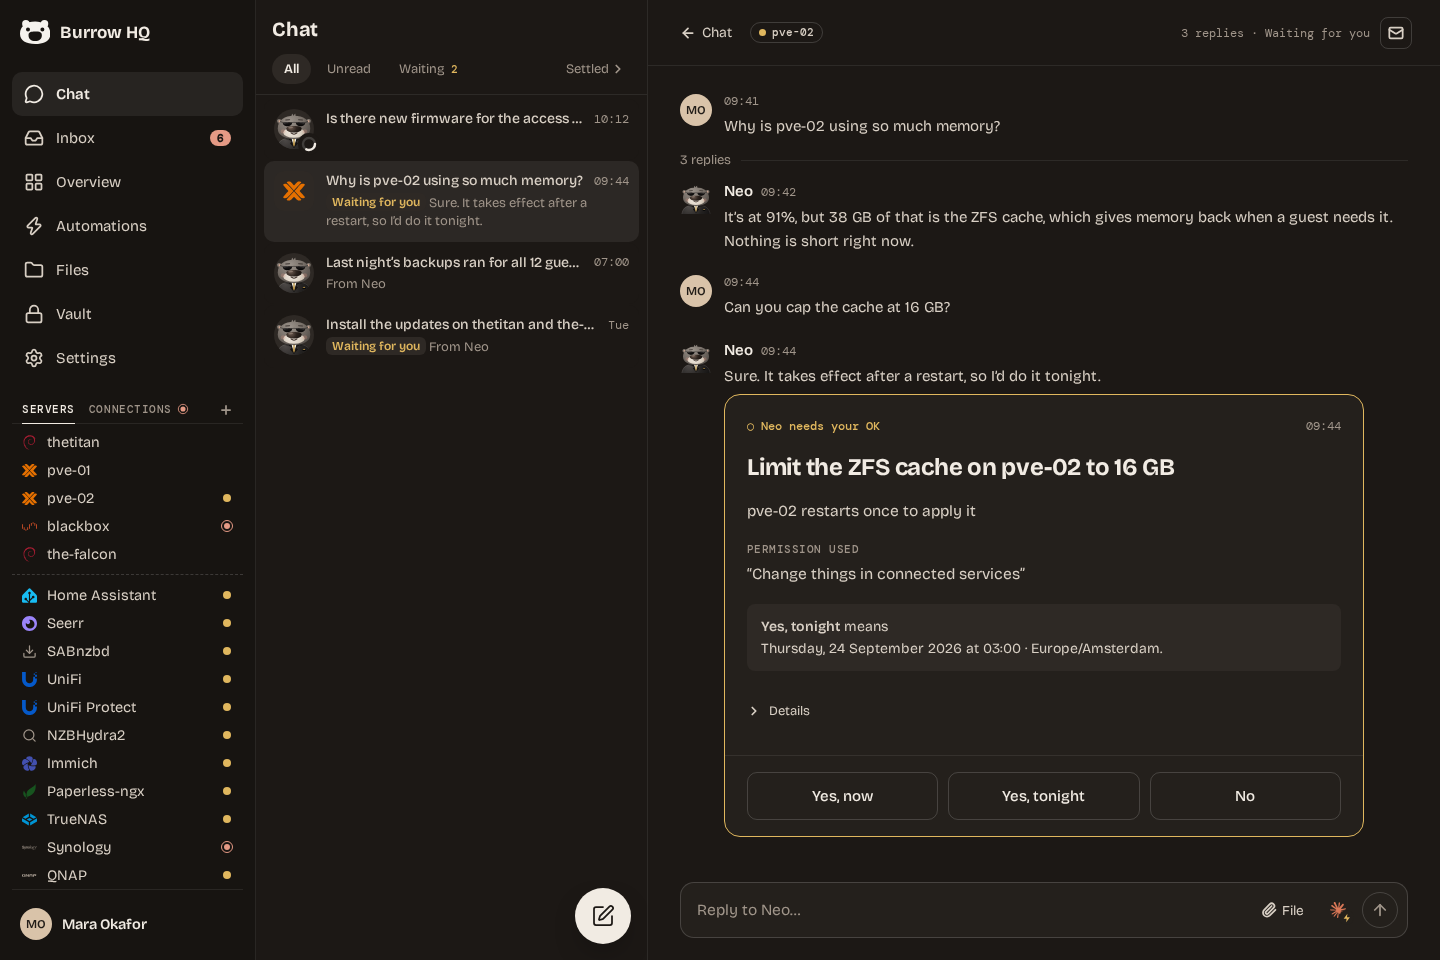 Burrow HQ
Chat
Inbox
6
Overview
Automations
Files
Vault
Settings
SERVERS
CONNECTIONS
thetitan
pve-01
pve-02
blackbox
the-falcon
Home Assistant
Seerr
SABnzbd
UniFi
UniFi Protect
NZBHydra2
Immich
Paperless-ngx
TrueNAS
Synology
QNAP
MO
Mara Okafor
Chat
All
Unread
Waiting 2
Settled
Is there new firmware for the access ...
10:12
Why is pve-02 using so much memory?
09:44
Waiting for you Sure. It takes effect after a
restart, so I'd do it tonight.
Last night's backups ran for all 12 gue...
07:00
From Neo
Install the updates on thetitan and the-...
Tue
Waiting for you From Neo
Chat
pve-02
3 replies · Waiting for you
MO
09:41
Why is pve-02 using so much memory?
3 replies
Neo 09:42
It's at 91%, but 38 GB of that is the ZFS cache, which gives memory back when a guest needs it.
Nothing is short right now.
MO
09:44
Can you cap the cache at 16 GB?
Neo 09:44
Sure. It takes effect after a restart, so I'd do it tonight.
Neo needs your OK
09:44
Limit the ZFS cache on pve-02 to 16 GB
pve-02 restarts once to apply it
PERMISSION USED
“Change things in connected services”
Yes, tonight means
Thursday, 24 September 2026 at 03:00 · Europe/Amsterdam.
Details
Yes, now
Yes, tonight
No
Reply to Neo...
File